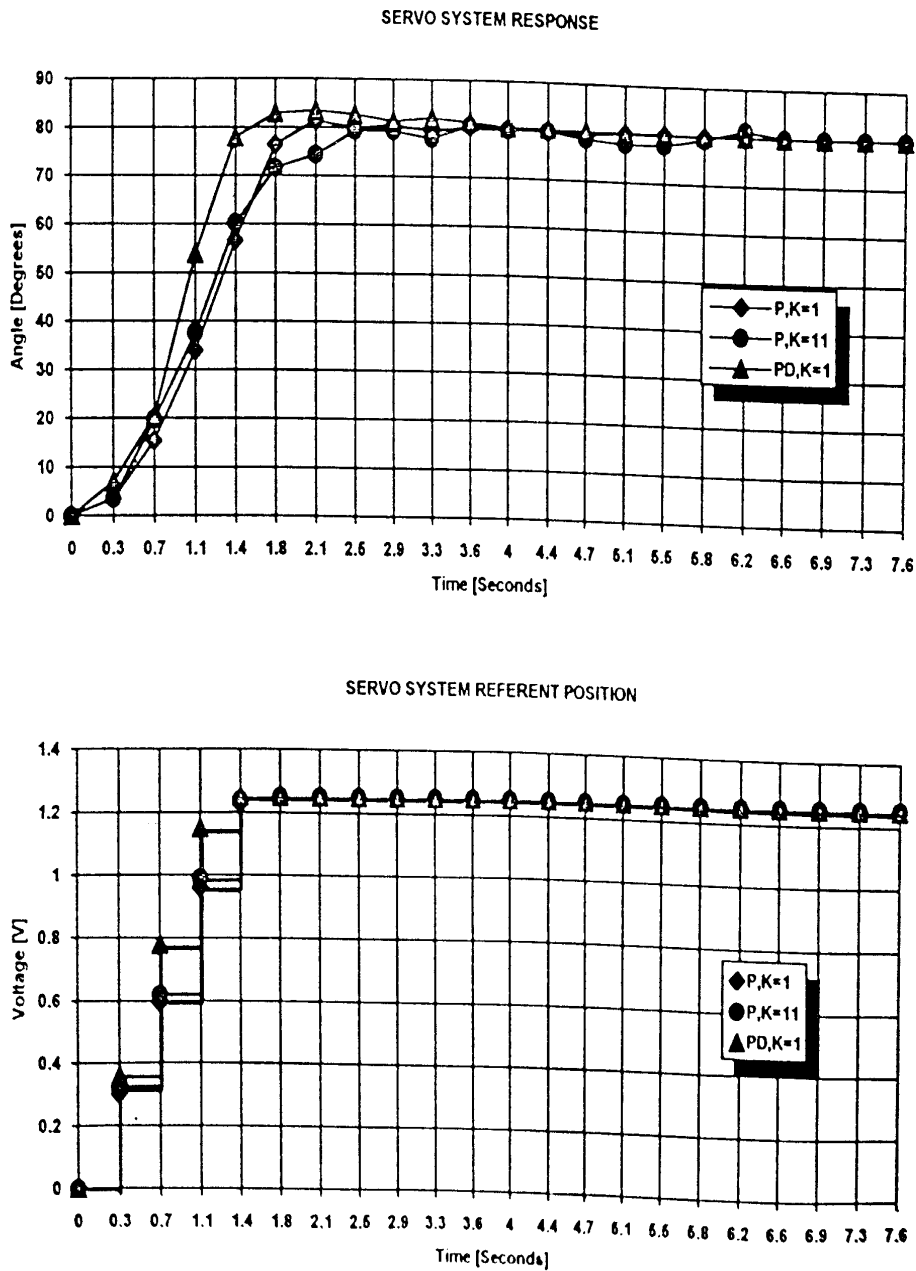 SERVO SYSTEM RESPONSE
90
80
70
60
50
40
30
20
10
0
Angle [Degrees]
P,K=1
P,K=11
PD,K=1
0 0.3 0.7 1.1 1.4 1.8 2.1 2.6 2.9 3.3 3.6 4 4.4 4.7 5.1 5.5 5.8 6.2 6.6 6.9 7.3 7.6
Time [Seconds]
SERVO SYSTEM REFERENT POSITION
1.4
1.2
1
0.8
0.6
0.4
0.2
0
Voltage [V]
P,K=1
P,K=11
PD,K=1
0 0.3 0.7 1.1 1.4 1.8 2.1 2.5 2.9 3.3 3.6 4 4.4 4.7 5.1 5.5 5.8 6.2 6.6 6.9 7.3 7.6
Time [Seconds]